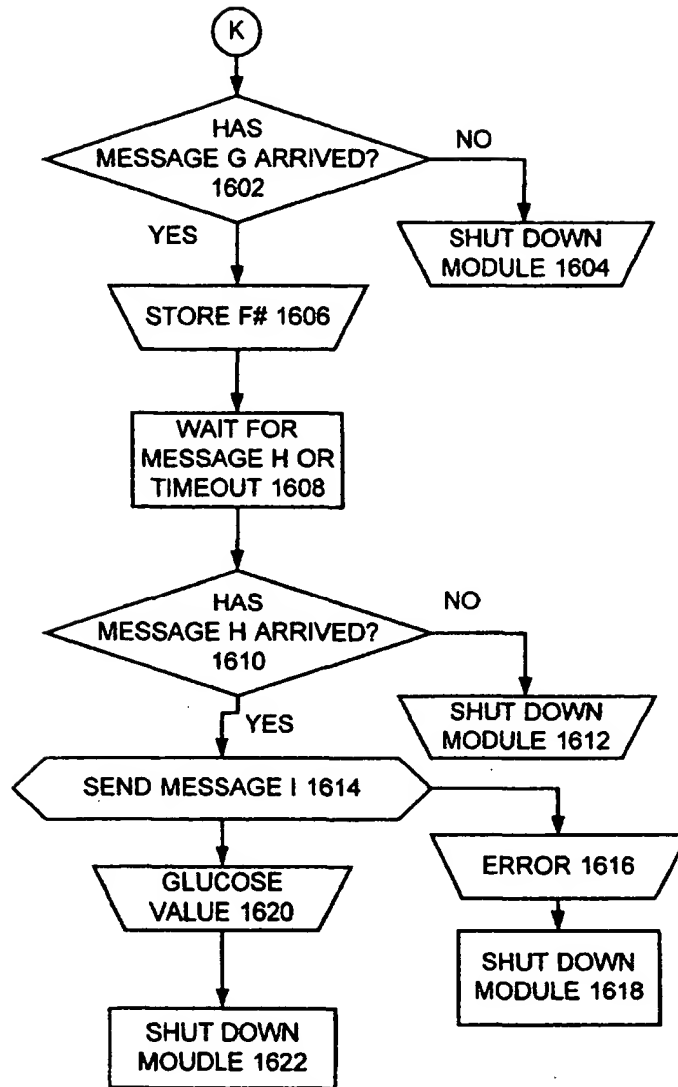 K
HAS
MESSAGE G ARRIVED?
1602
NO
YES
SHUT DOWN
MODULE 1604
STORE F# 1606
WAIT FOR
MESSAGE H OR
TIMEOUT 1608
HAS
MESSAGE H ARRIVED?
1610
NO
YES
SHUT DOWN
MODULE 1612
SEND MESSAGE I 1614
ERROR 1616
GLUCOSE
VALUE 1620
SHUT DOWN
MODULE 1618
SHUT DOWN
MOUDLE 1622